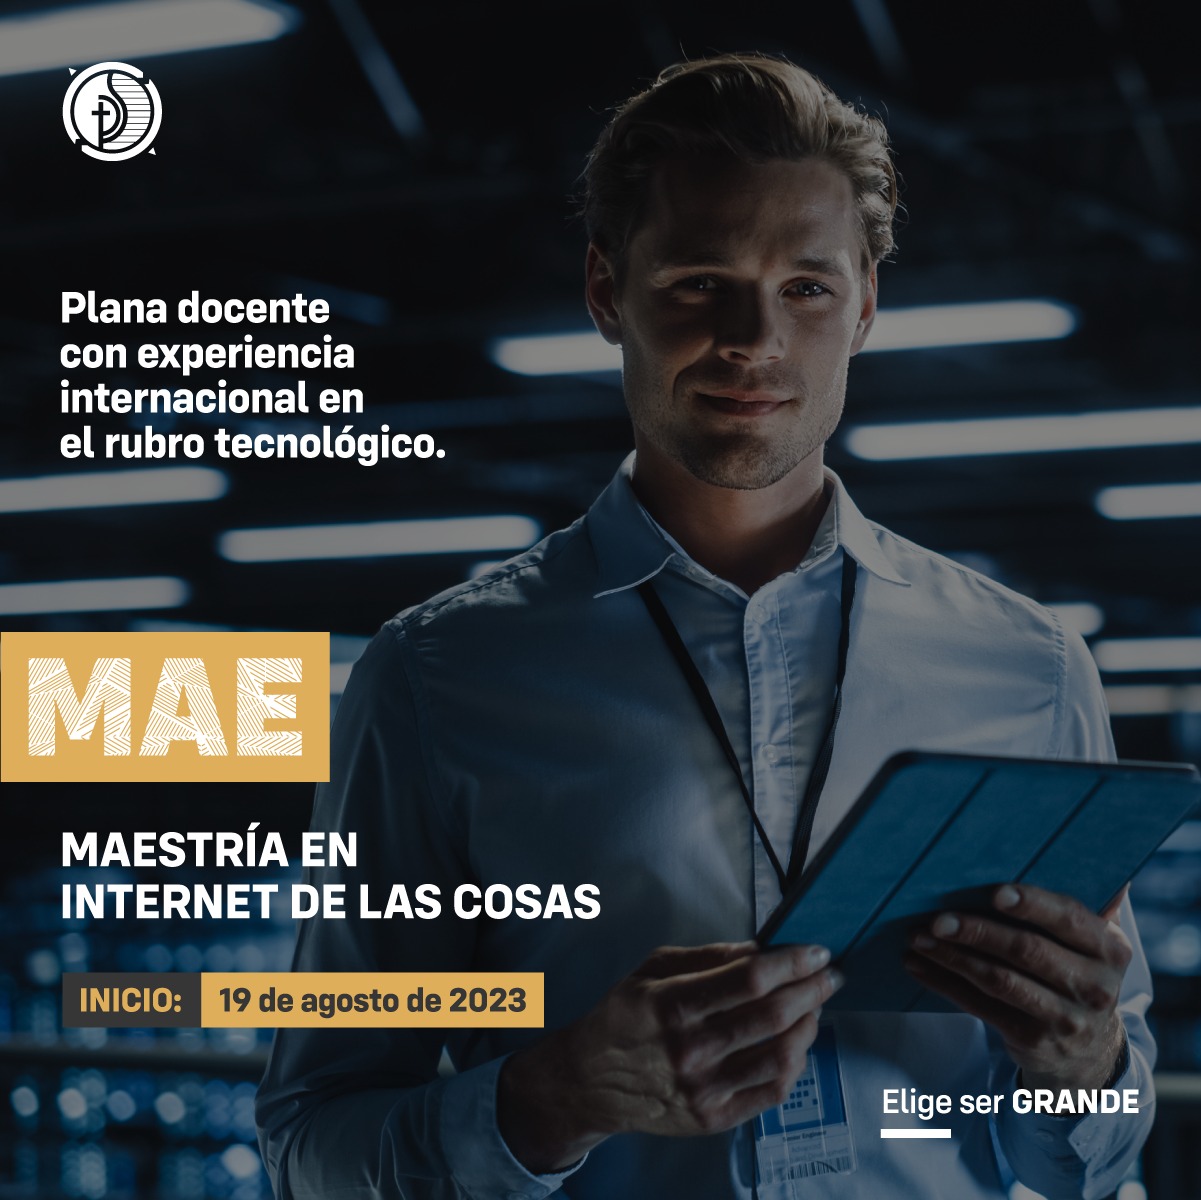 Plana docente
con experiencia
internacional en
el rubro tecnológico.
MAE
MAESTRÍA EN
INTERNET DE LAS COSAS
INICIO: 19 de agosto de 2023
Elige ser GRANDE